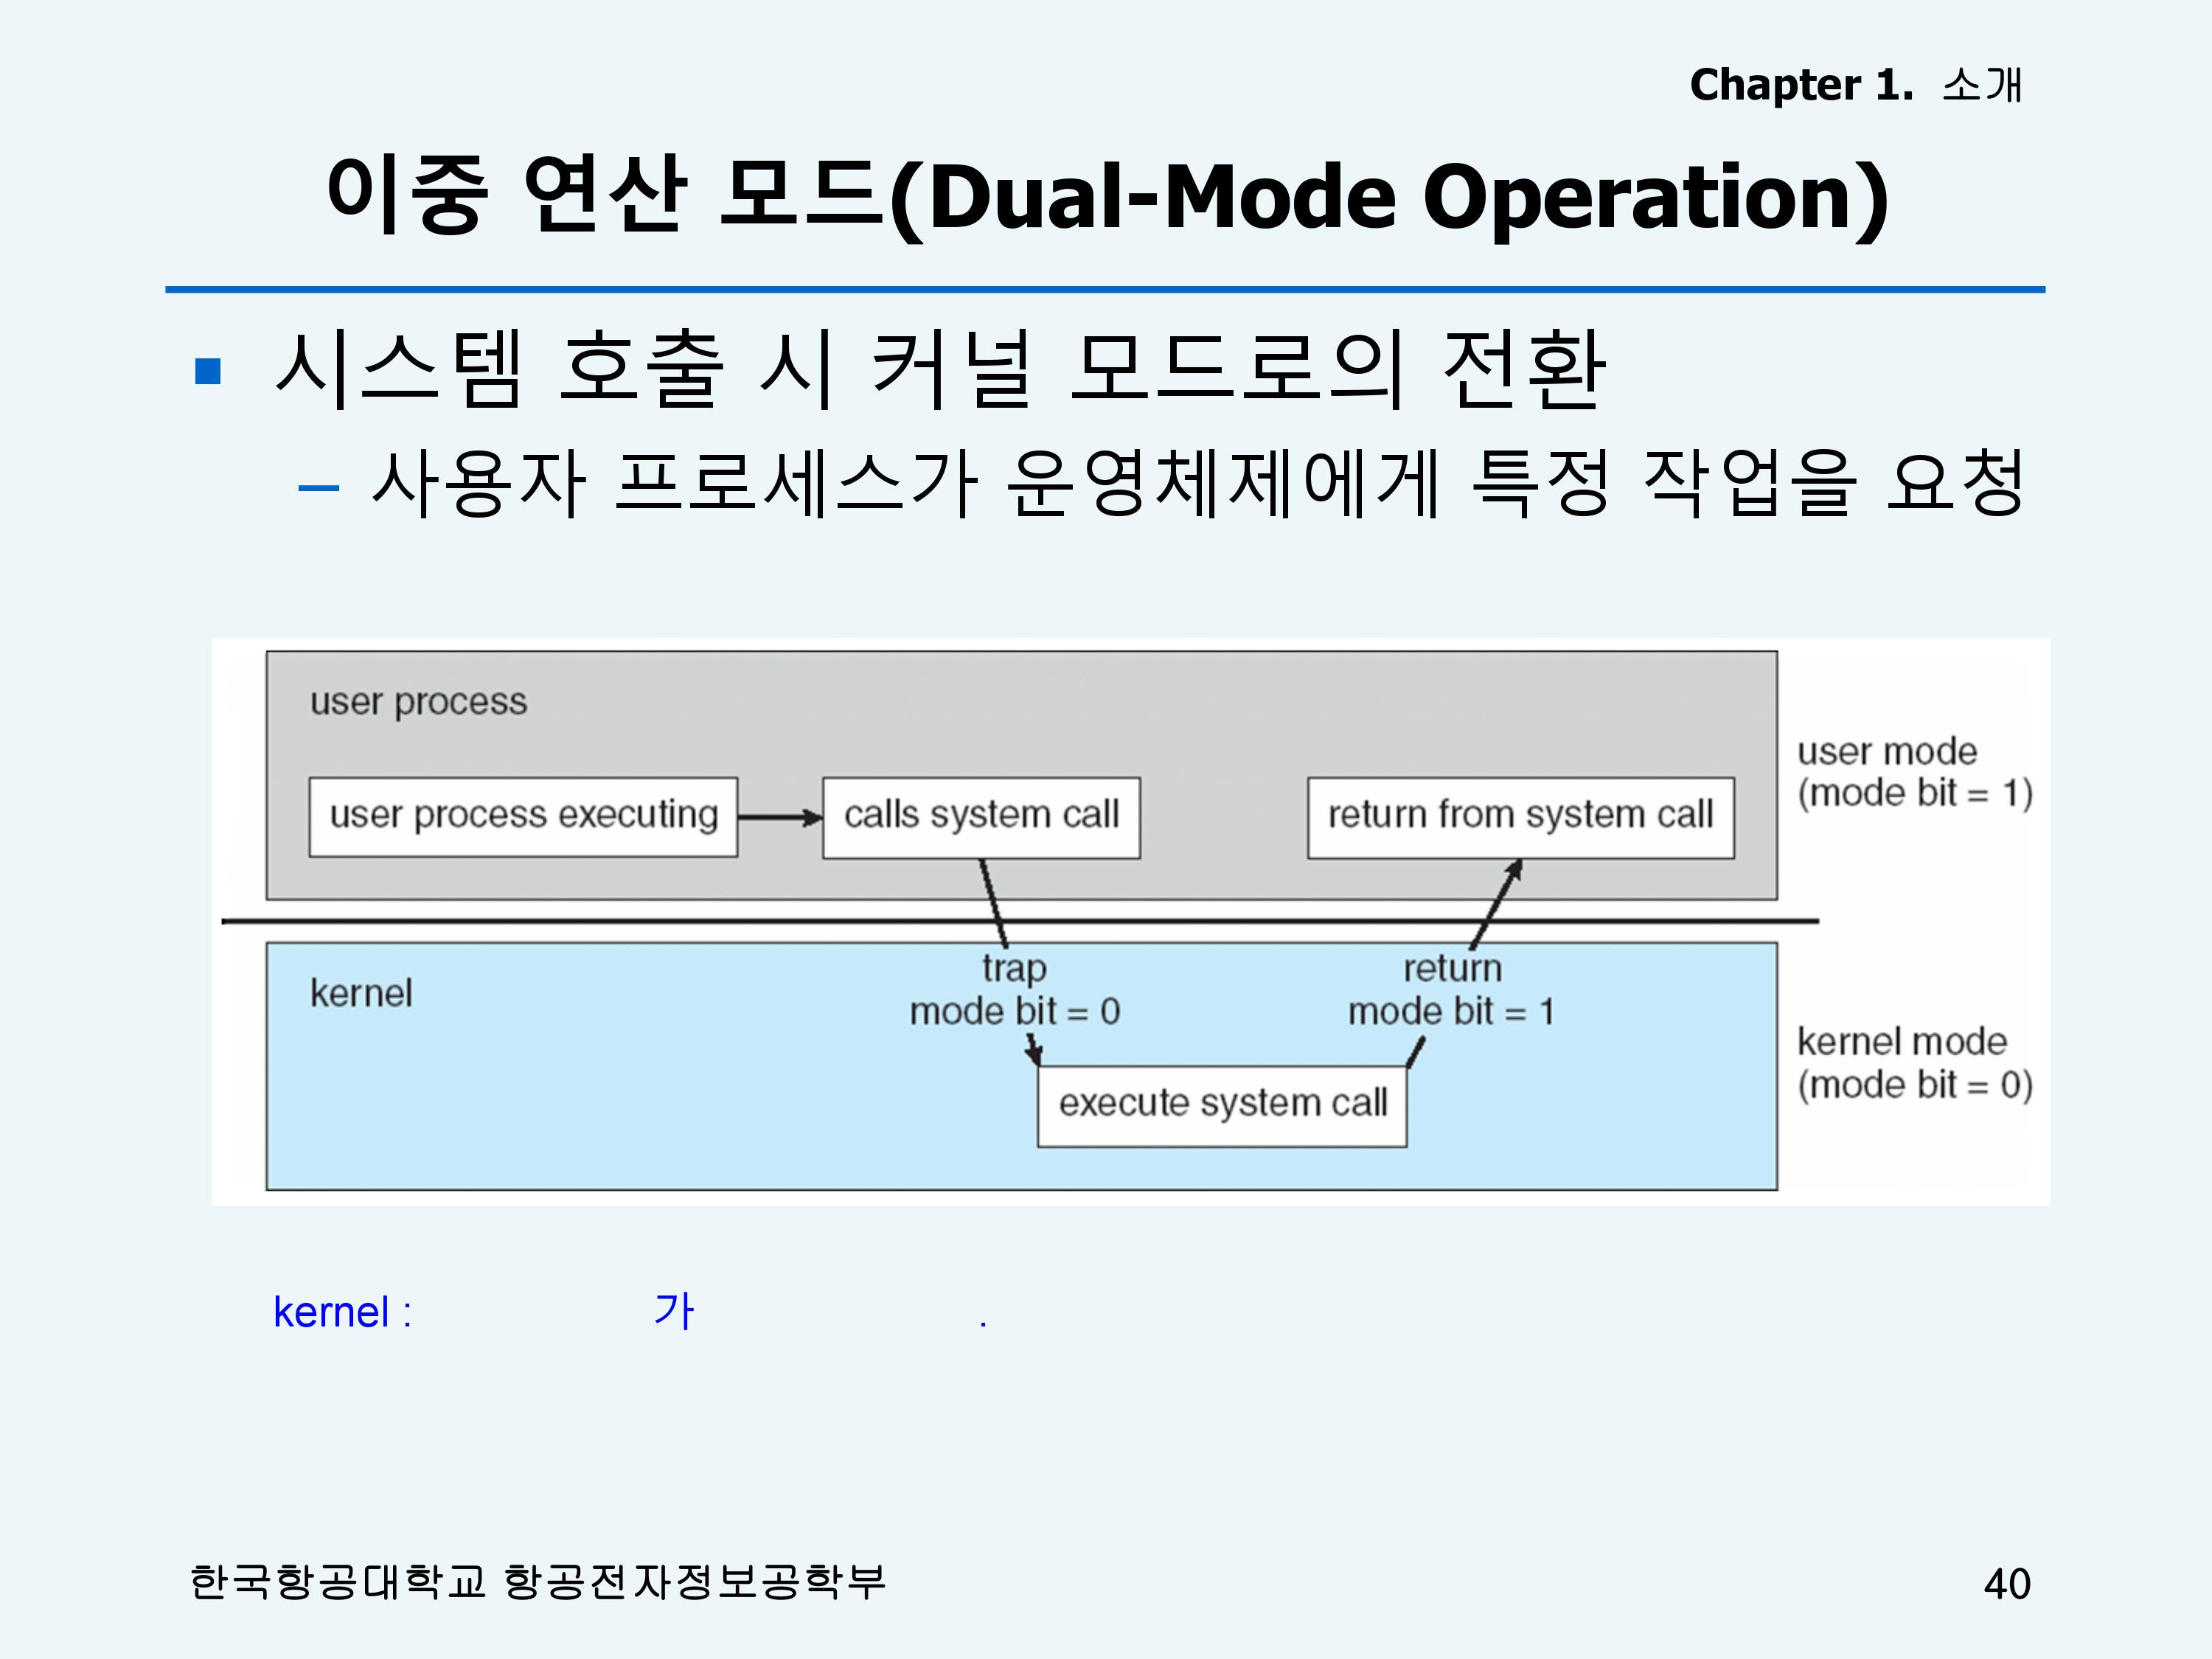 Chapter 1. 소개
이중 연산 모드(Dual-Mode Operation)
▪ 시스템 호출 시 커널 모드로의 전환
– 사용자 프로세스가 운영체제에게 특정 작업을 요청
user process
user mode
(mode bit = 1)
user process executing
calls system call
return from system call
kernel
trap
mode bit = 0
return
mode bit = 1
kernel mode
(mode bit = 0)
execute system call
kernel : 가 .
한국항공대학교 항공전자정보공학부
40